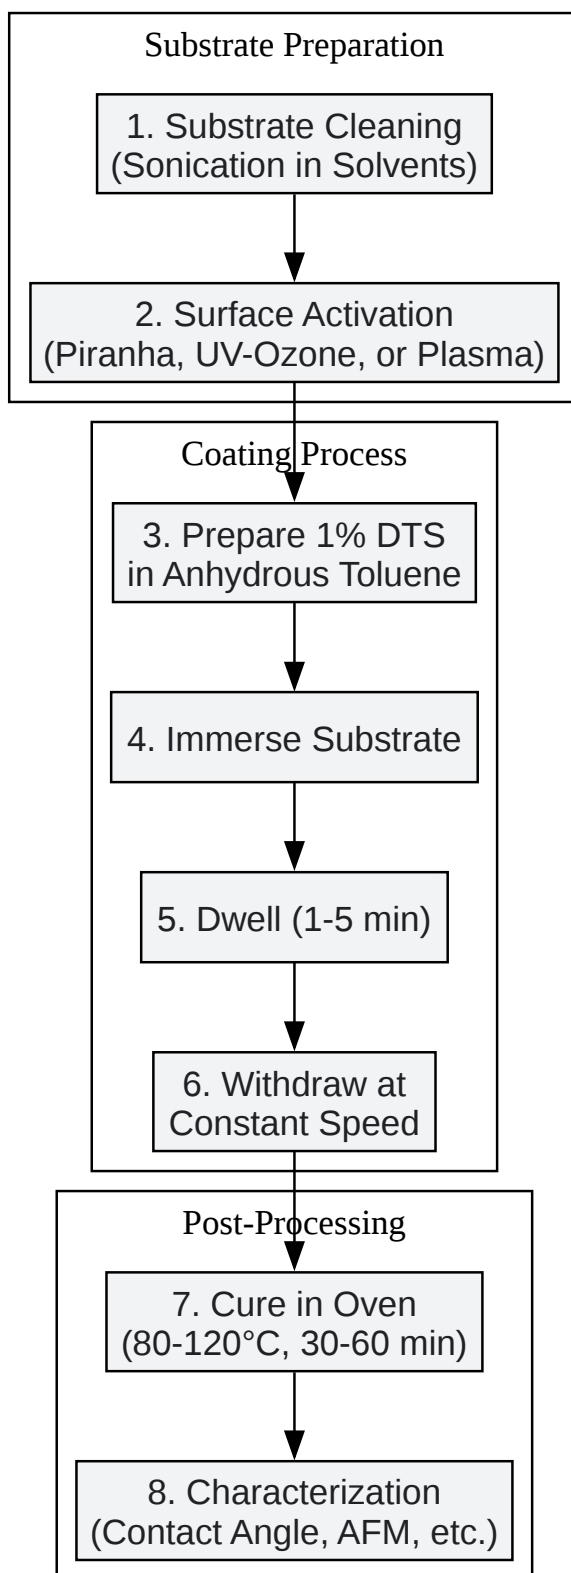 Substrate Preparation
1. Substrate Cleaning
(Sonication in Solvents)
2. Surface Activation
(Piranha, UV-Ozone, or Plasma)
Coating Process
3. Prepare 1% DTS
in Anhydrous Toluene
4. Immerse Substrate
5. Dwell (1-5 min)
6. Withdraw at
Constant Speed
Post-Processing
7. Cure in Oven
(80-120°C, 30-60 min)
8. Characterization
(Contact Angle, AFM, etc.)